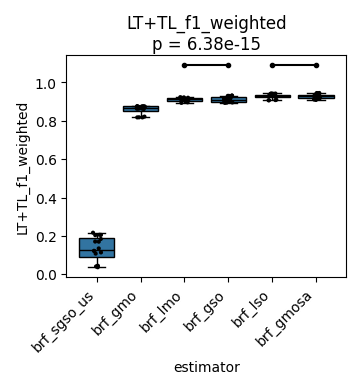 LT+TL_f1_weighted
p = 6.38e-15
LT+TL_f1_weighted
1.0
0.8
0.6
0.4
0.2
0.0
brf_sgso_us
brf_gmo
brf_lmo
brf_gso
brf_lso
brf_gmosa
estimator